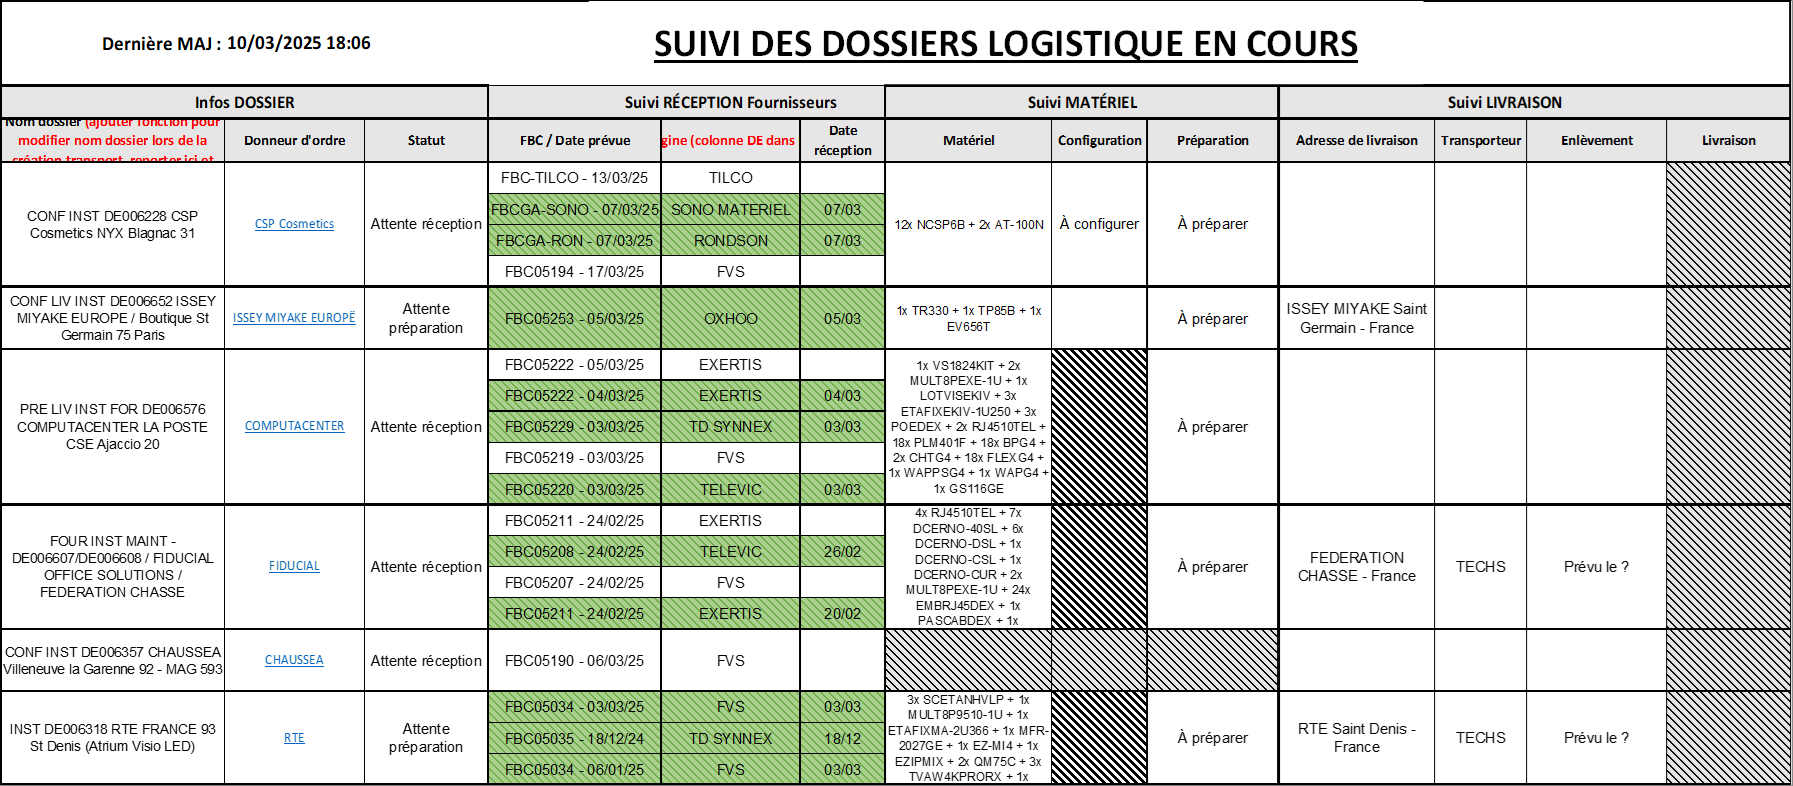 Dernière MAJ : 10/03/2025 18:06
SUIVI DES DOSSIERS LOGISTIQUE EN COURS
Infos DOSSIER
Suivi RÉCEPTION Fournisseurs
Suivi MATÉRIEL
Suivi LIVRAISON
Nom dossier (ajouter fonction pour
modifier nom dossier lors de la
création transport, reporter ici et
Donneur d'ordre
Statut
FBC / Date prévue
gine (colonne DE dans
Date
réception
Matériel
Configuration
Préparation
Adresse de livraison
Transporteur
Enlèvement
Livraison
CONF INST DE006228 CSP
Cosmetics NYX Blagnac 31
CSP Cosmetics
Attente réception
FBC-TILCO - 13/03/25
TILCO
FBCGA-SONO - 07/03/25
SONO MATERIEL
07/03
FBCGA-RON - 07/03/25
RONDSON
07/03
FBC05194 - 17/03/25
FVS
12x NCSP6B + 2x AT-100N
À configurer
À préparer
CONF LIV INST DE006652 ISSEY
MIYAKE EUROPE / Boutique St
Germain 75 Paris
ISSEY MIYAKE EUROPË
Attente
préparation
FBC05253 - 05/03/25
OXHOO
05/03
1x TR330 + 1x TP85B + 1x
EV656T
À préparer
ISSEY MIYAKE Saint
Germain - France
PRE LIV INST FOR DE006576
COMPUTACENTER LA POSTE
CSE Ajaccio 20
COMPUTACENTER
Attente réception
FBC05222 - 05/03/25
EXERTIS
FBC05222 - 04/03/25
EXERTIS
04/03
FBC05229 - 03/03/25
TD SYNNEX
03/03
FBC05219 - 03/03/25
FVS
FBC05220 - 03/03/25
TELEVIC
03/03
1x VS1824KIT + 2x
MULT8PEXE-1U + 1x
LOTVISEKIV + 3x
ETAFIXEKIV-1U250 + 3x
POEDEX + 2x RJ4510TEL +
18x PLM401F + 18x BPG4 +
2x CHTG4 + 18x FLEXG4 +
1x WAPPSG4 + 1x WAPG4 +
1x GS116GE
À préparer
FOUR INST MAINT -
DE006607/DE006608 / FIDUCIAL
OFFICE SOLUTIONS /
FEDERATION CHASSE
FIDUCIAL
Attente réception
FBC05211 - 24/02/25
EXERTIS
FBC05208 - 24/02/25
TELEVIC
26/02
FBC05207 - 24/02/25
FVS
FBC05211 - 24/02/25
EXERTIS
20/02
4x RJ4510TEL + 7x
DCERNO-40SL + 6x
DCERNO-DSL + 1x
DCERNO-CSL + 1x
DCERNO-CUR + 2x
MULT8PEXE-1U + 24x
EMBRJ45DEX + 1x
PASCABDEX + 1x
À préparer
FEDERATION
CHASSE - France
TECHS
Prévu le ?
CONF INST DE006357 CHAUSSEA
Villeneuve la Garenne 92 - MAG 593
CHAUSSEA
Attente réception
FBC05190 - 06/03/25
FVS
INST DE006318 RTE FRANCE 93
St Denis (Atrium Visio LED)
RTE
Attente
préparation
FBC05034 - 03/03/25
FVS
03/03
FBC05035 - 18/12/24
TD SYNNEX
18/12
FBC05034 - 06/01/25
FVS
03/03
3x SCETANHVLP + 1x
MULT8P9510-1U + 1x
ETAFIXMA-2U366 + 1x MFR-
2027GE + 1x EZ-MI4 + 1x
EZIPMIX + 2x QM75C + 3x
TVAW4KPRORX + 1x
À préparer
RTE Saint Denis -
France
TECHS
Prévu le ?